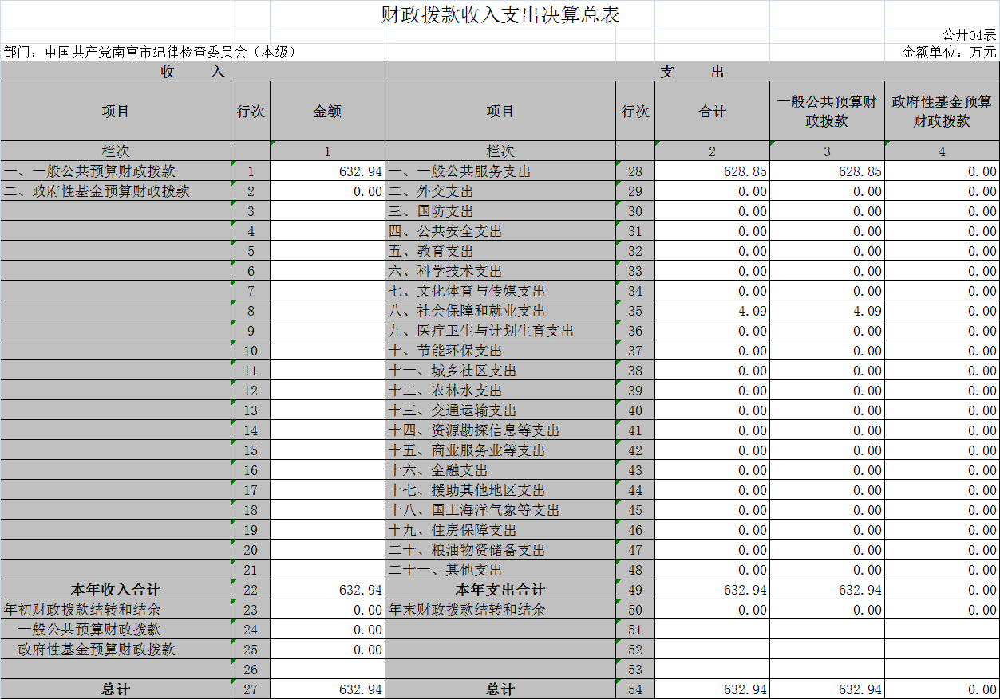 财政拨款收入支出决算总表
公开04表
部门：中国共产党南宫市纪律检查委员会（本级） 金额单位：万元
收 入 支 出
项目 行次 金额 项目 行次 合计 一般公共预算财政拨款 政府性基金预算财政拨款
栏次 1 栏次 2 3 4
一、一般公共预算财政拨款 1 632.94 一、一般公共服务支出 28 628.85 628.85 0.00
二、政府性基金预算财政拨款 2 0.00 二、外交支出 29 0.00 0.00 0.00
3 三、国防支出 30 0.00 0.00 0.00
4 四、公共安全支出 31 0.00 0.00 0.00
5 五、教育支出 32 0.00 0.00 0.00
6 六、科学技术支出 33 0.00 0.00 0.00
7 七、文化体育与传媒支出 34 0.00 0.00 0.00
8 八、社会保障和就业支出 35 4.09 4.09 0.00
9 九、医疗卫生与计划生育支出 36 0.00 0.00 0.00
10 十、节能环保支出 37 0.00 0.00 0.00
11 十一、城乡社区支出 38 0.00 0.00 0.00
12 十二、农林水支出 39 0.00 0.00 0.00
13 十三、交通运输支出 40 0.00 0.00 0.00
14 十四、资源勘探信息等支出 41 0.00 0.00 0.00
15 十五、商业服务业等支出 42 0.00 0.00 0.00
16 十六、金融支出 43 0.00 0.00 0.00
17 十七、援助其他地区支出 44 0.00 0.00 0.00
18 十八、国土海洋气象等支出 45 0.00 0.00 0.00
19 十九、住房保障支出 46 0.00 0.00 0.00
20 二十、粮油物资储备支出 47 0.00 0.00 0.00
21 二十一、其他支出 48 0.00 0.00 0.00
本年收入合计 22 632.94 本年支出合计 49 632.94 632.94 0.00
年初财政拨款结转和结余 23 0.00 年末财政拨款结转和结余 50 0.00 0.00 0.00
一般公共预算财政拨款 24 0.00 51
政府性基金预算财政拨款 25 0.00 52
26 53
总计 27 632.94 总计 54 632.94 632.94 0.00